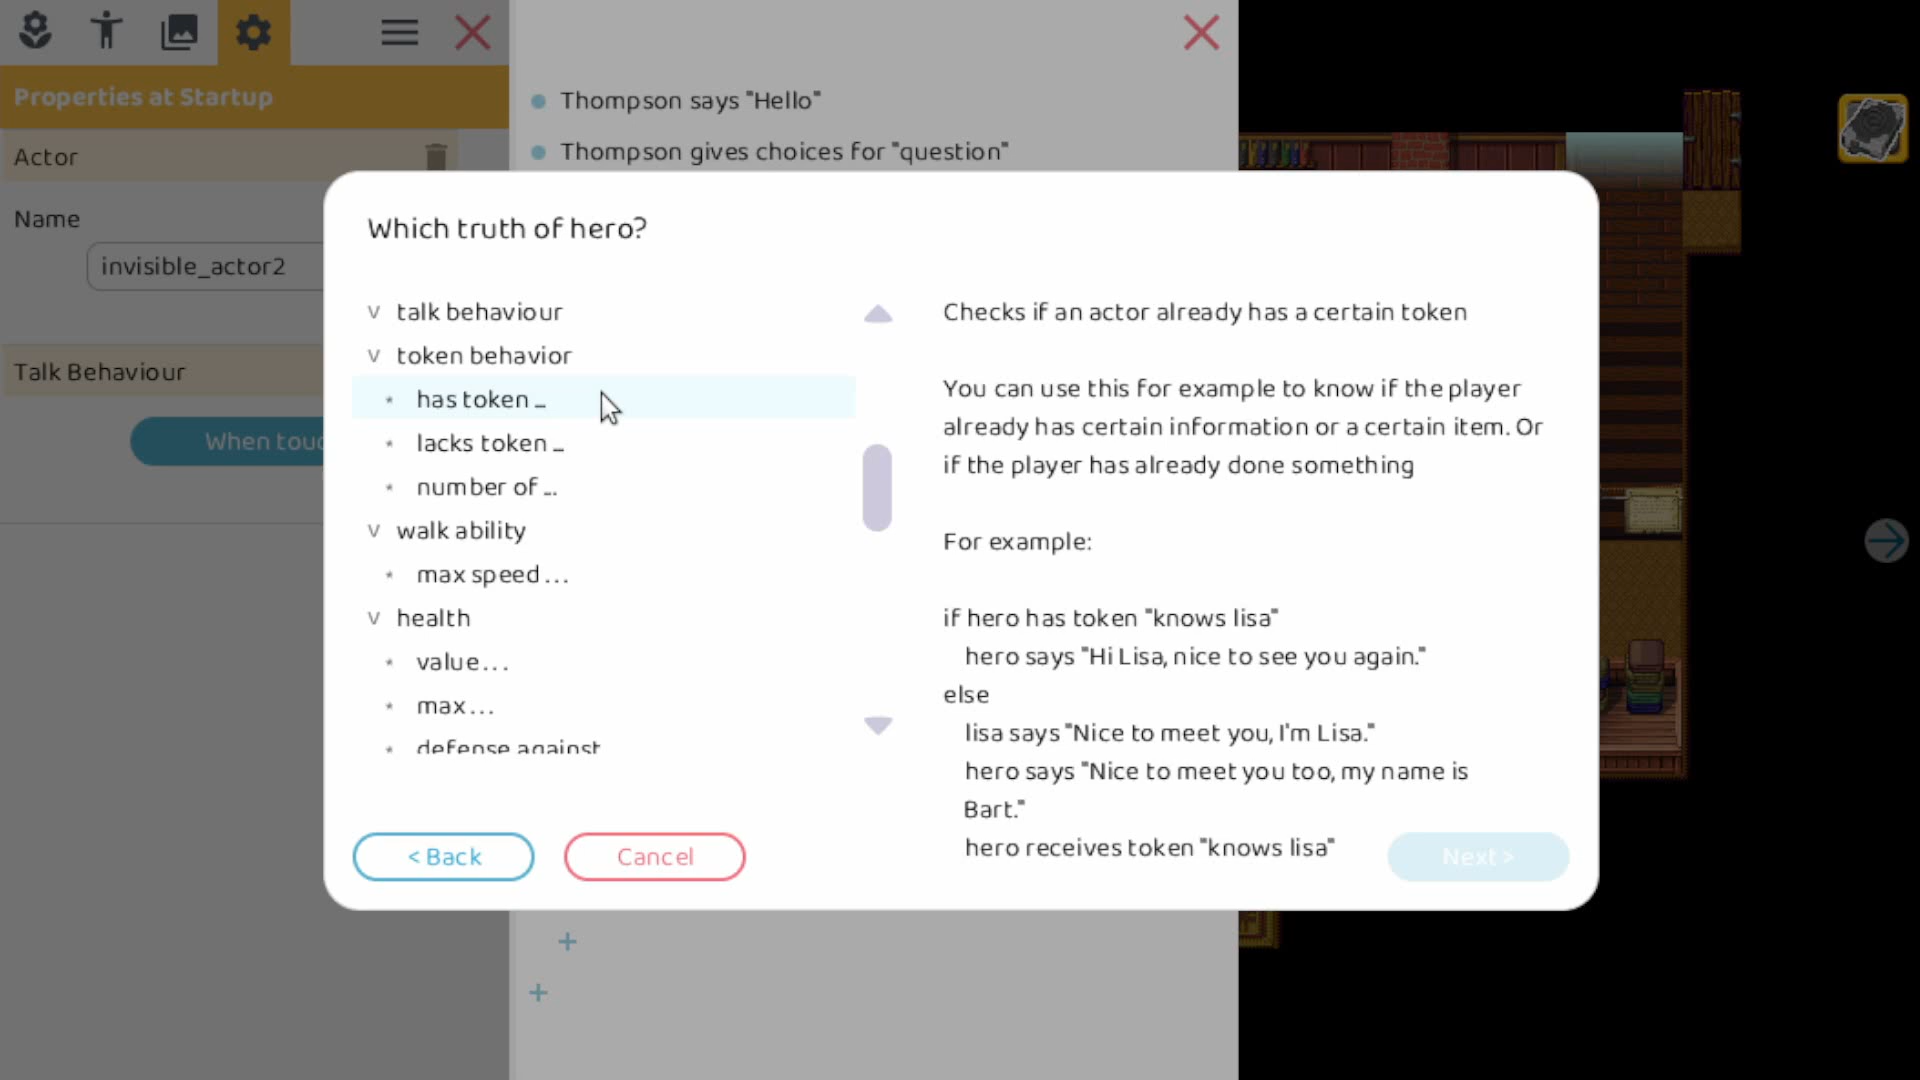 Properties at Startup
Actor
Name
invisible_actor2
Talk Behaviour
When touc
Thompson says "Hello"
Thompson gives choices for "question"
Which truth of hero?
v talk behaviour
v token behavior
* has token ...
* lacks token ...
* number of ...
v walk ability
* max speed ...
v health
* value ...
* max ...
* defense against
Checks if an actor already has a certain token
You can use this for example to know if the player
already has certain information or a certain item. Or
if the player has already done something
For example:
if hero has token "knows lisa"
hero says "Hi Lisa, nice to see you again."
else
lisa says "Nice to meet you, I'm Lisa."
hero says "Nice to meet you too, my name is
Bart."
hero receives token "knows lisa"
< Back
Cancel
Next >
+
+